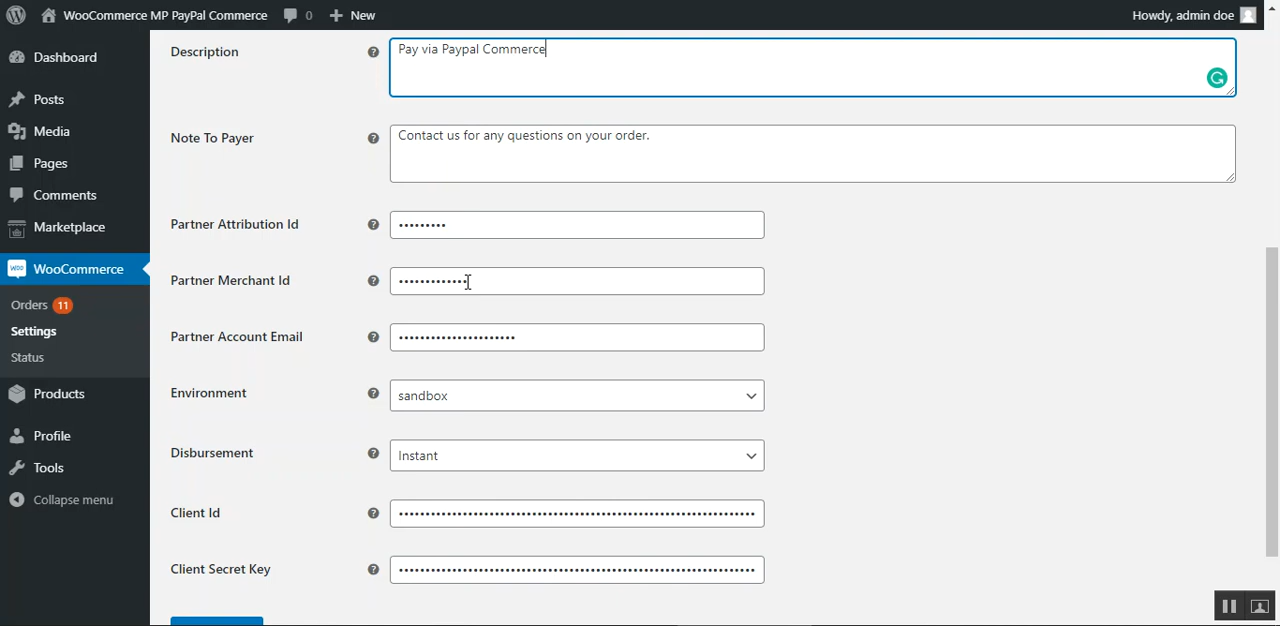 WooCommerce MP PayPal Commerce 0 New Howdy, admin doe
Dashboard
Posts
Media
Pages
Comments
Marketplace
WooCommerce
Orders 11
Settings
Status
Products
Profile
Tools
Collapse menu
Description
Pay via Paypal Commerce
Note To Payer
Contact us for any questions on your order.
Partner Attribution Id
Partner Merchant Id
Partner Account Email
Environment
sandbox
Disbursement
Instant
Client Id
Client Secret Key